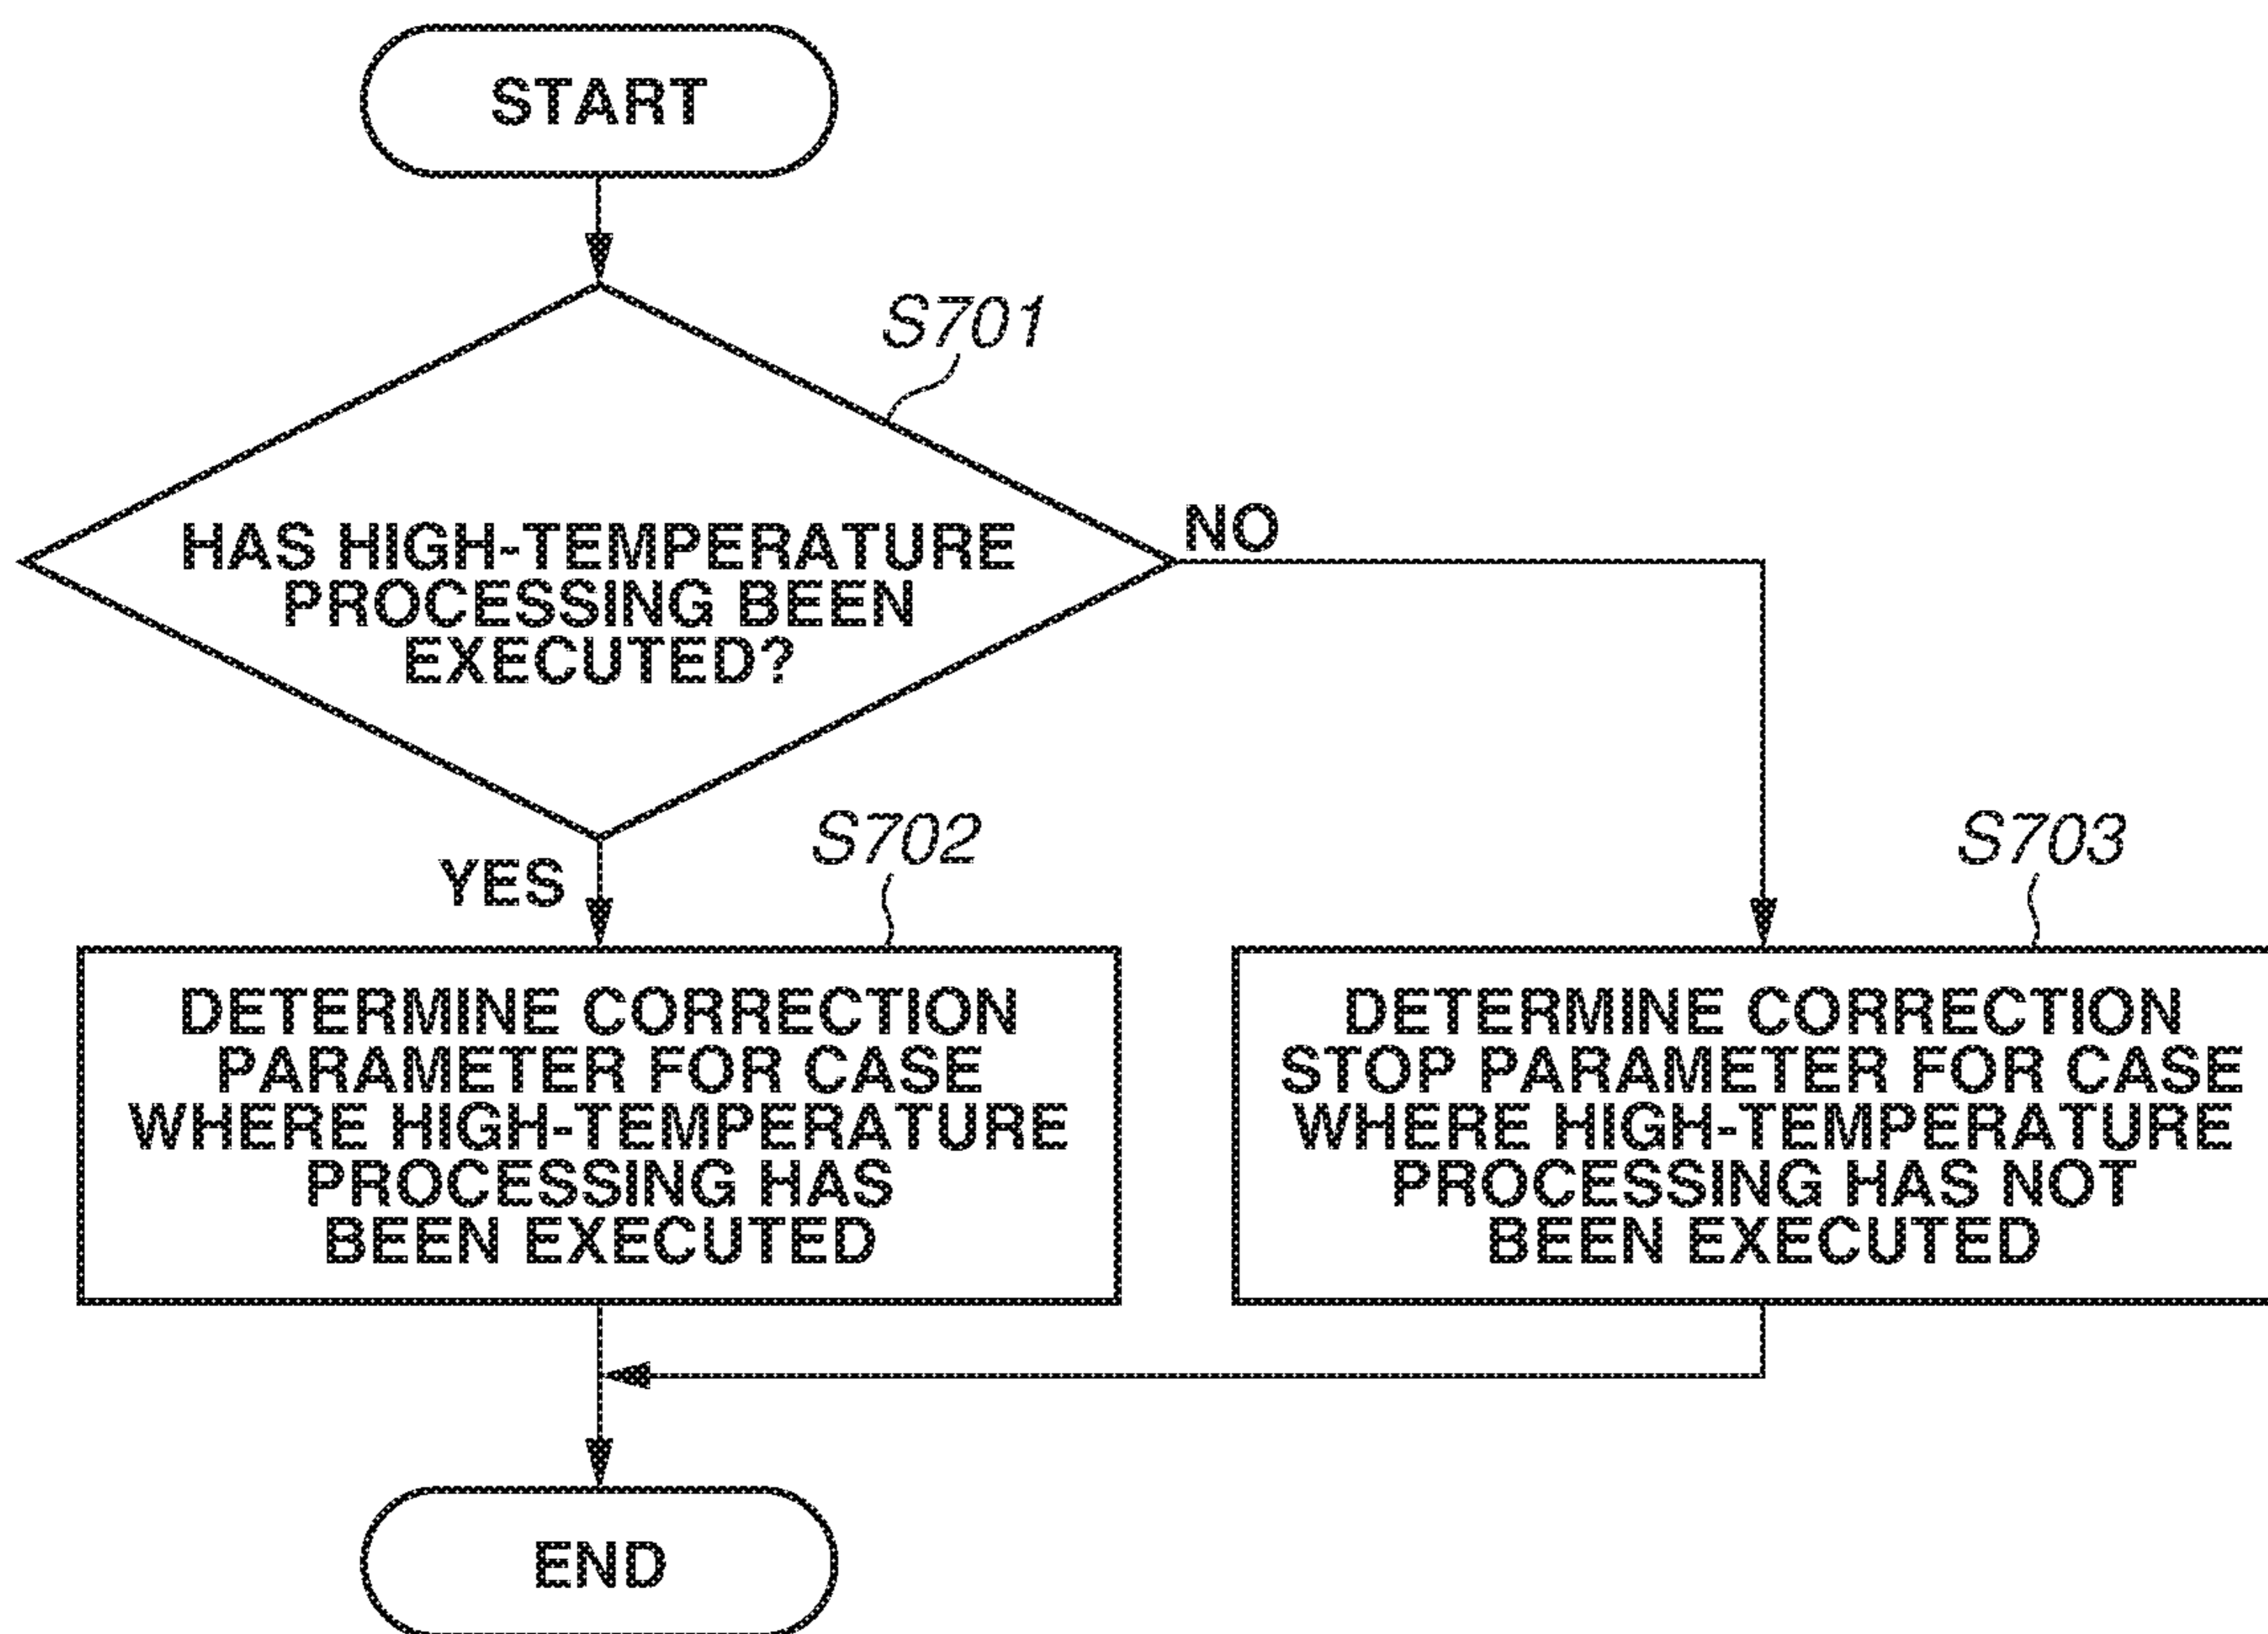 START
S701
HAS HIGH-TEMPERATURE
PROCESSING BEEN
EXECUTED?
NO
YES
S702
DETERMINE CORRECTION
PARAMETER FOR CASE
WHERE HIGH-TEMPERATURE
PROCESSING HAS
BEEN EXECUTED
S703
DETERMINE CORRECTION
STOP PARAMETER FOR CASE
WHERE HIGH-TEMPERATURE
PROCESSING HAS NOT
BEEN EXECUTED
END